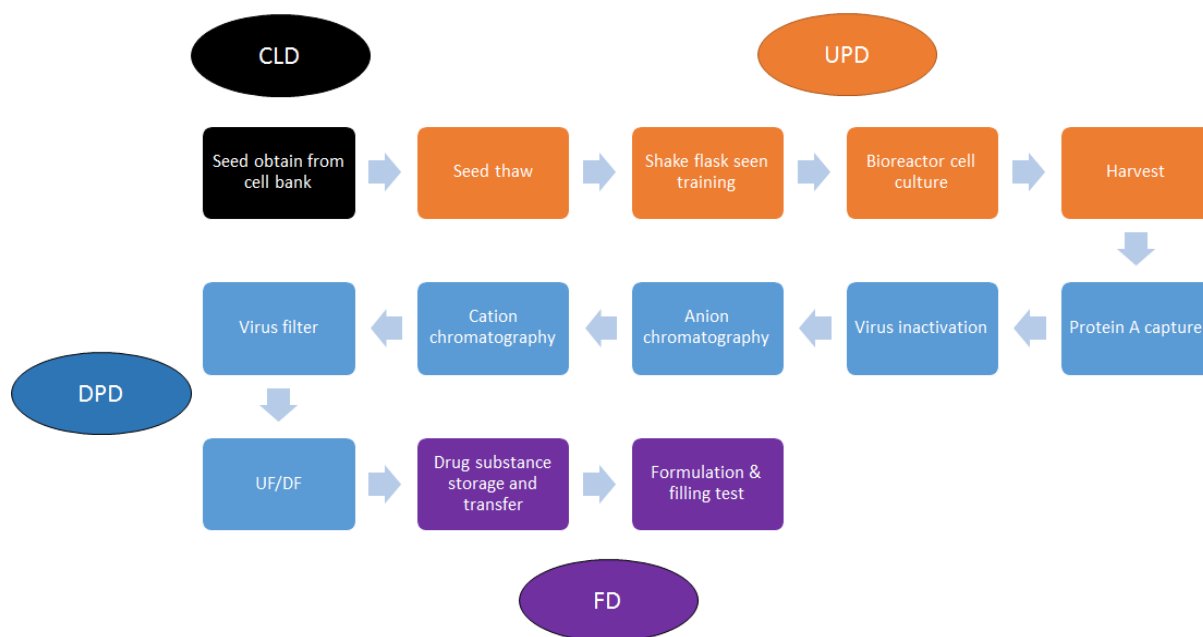 CLD
UPD
Seed obtain from
cell bank
Seed thaw
Shake flask seen
training
Bioreactor cell
culture
Harvest
Virus filter
Cation
chromatography
Anion
chromatography
Virus inactivation
Protein A capture
DPD
UF/DF
Drug substance
storage and
transfer
Formulation &
filling test
FD